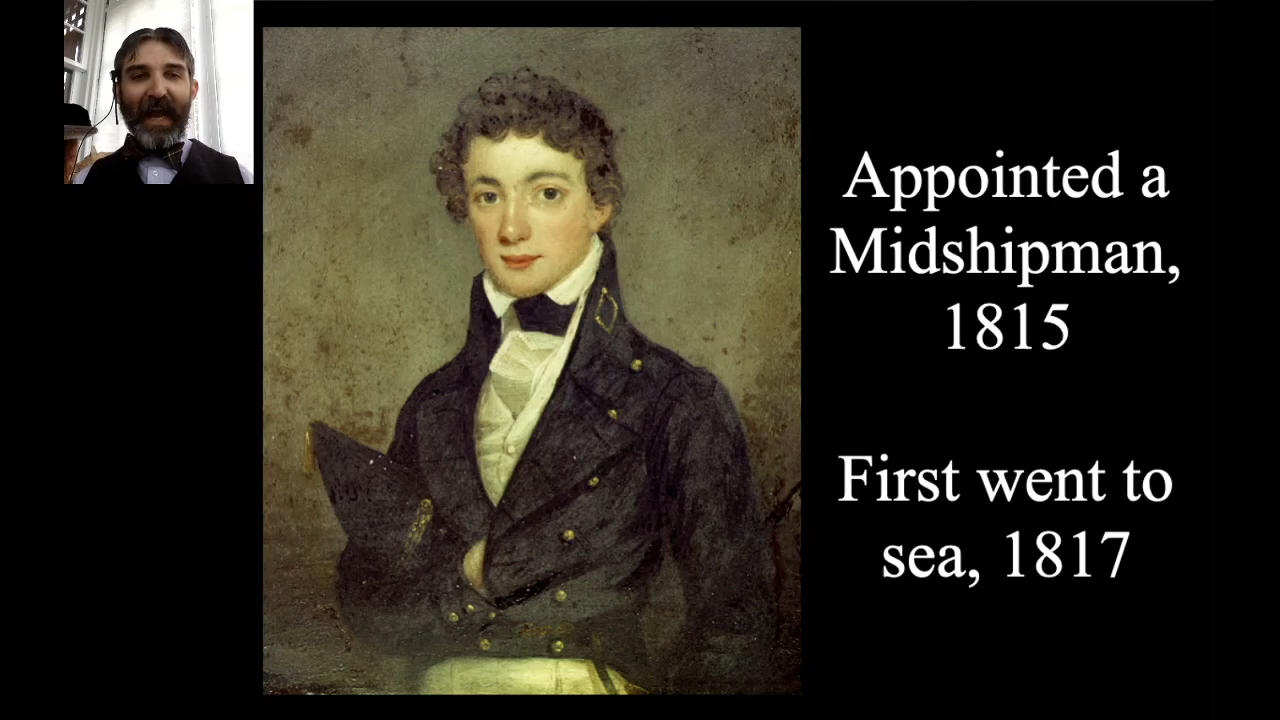 Appointed a
Midshipman,
1815
First went to
sea, 1817